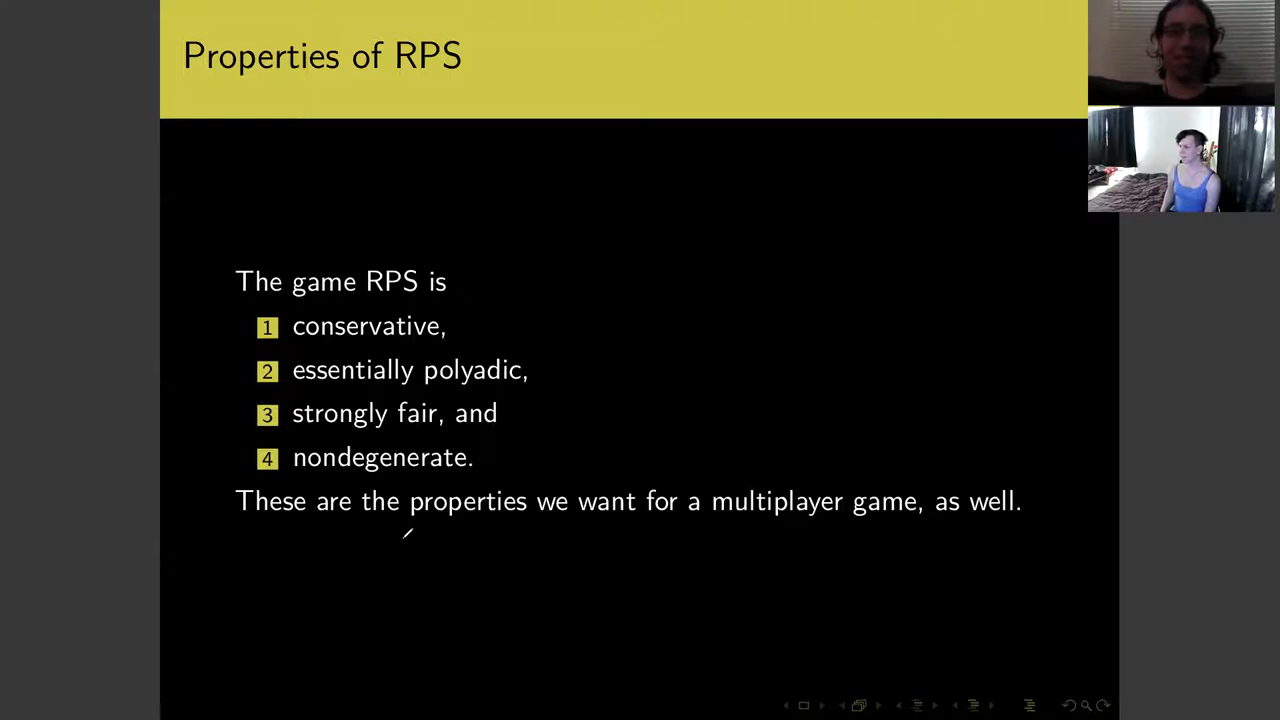 Properties of RPS
The game RPS is
1 conservative,
2 essentially polyadic,
3 strongly fair, and
4 nondegenerate.
These are the properties we want for a multiplayer game, as well.